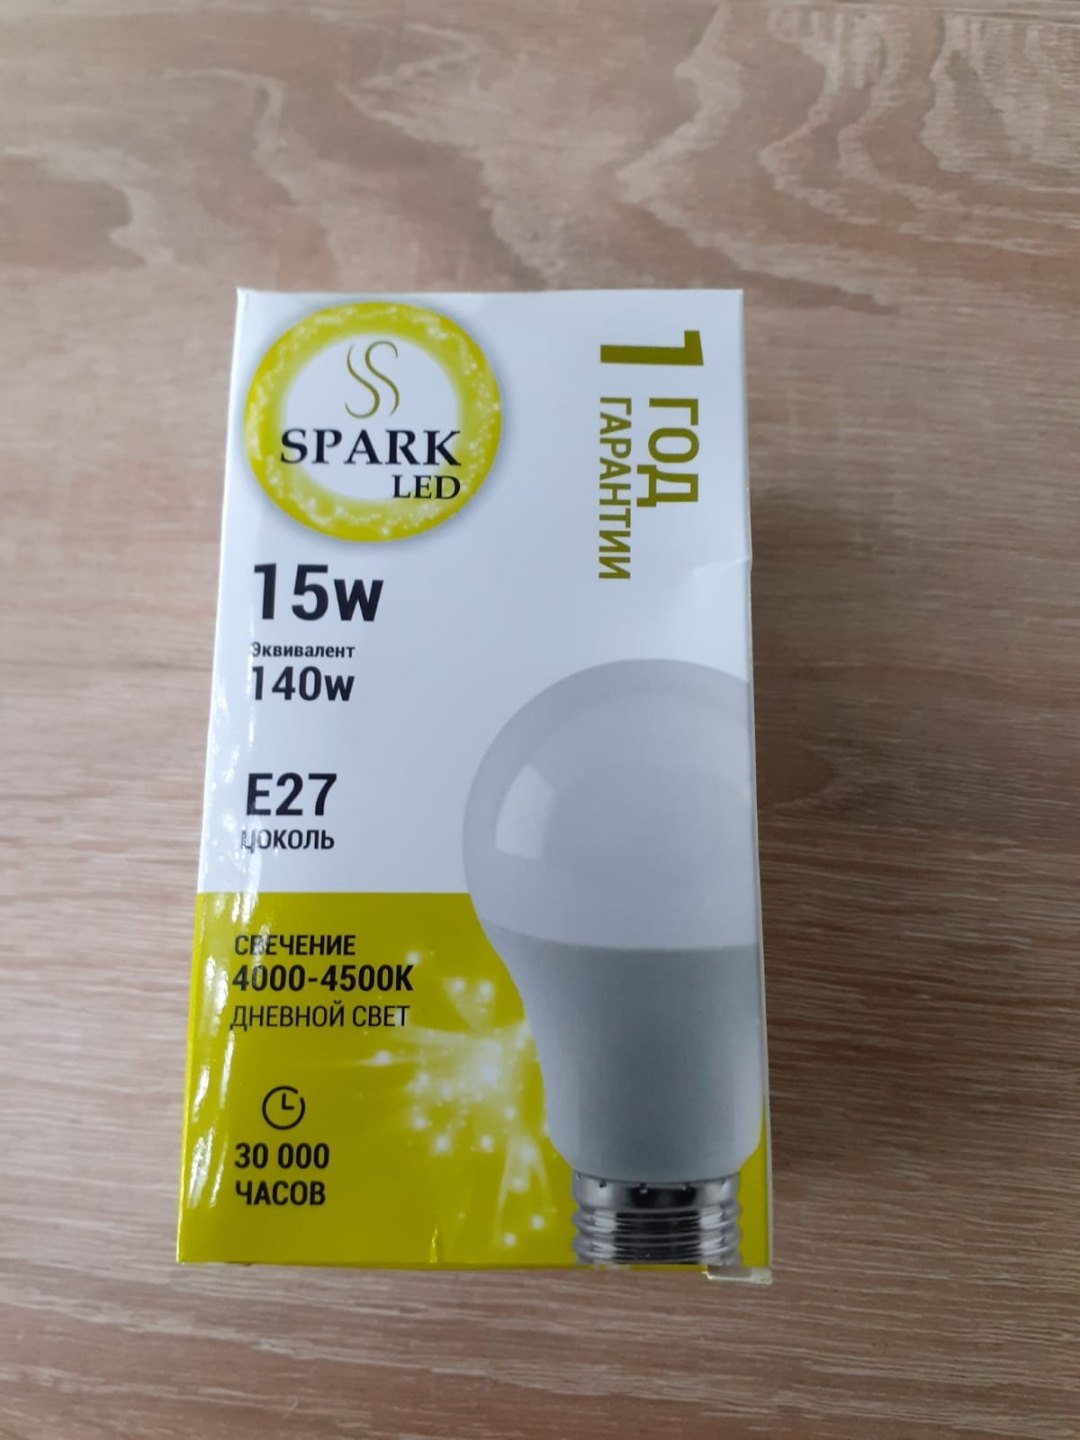 SPARK
LED
1 ГОД
ГАРАНТИИ
15w
Эквивалент
140w
E27
ЦОКОЛЬ
СВЕЧЕНИЕ
4000-4500K
ДНЕВНОЙ СВЕТ
30 000
ЧАСОВ